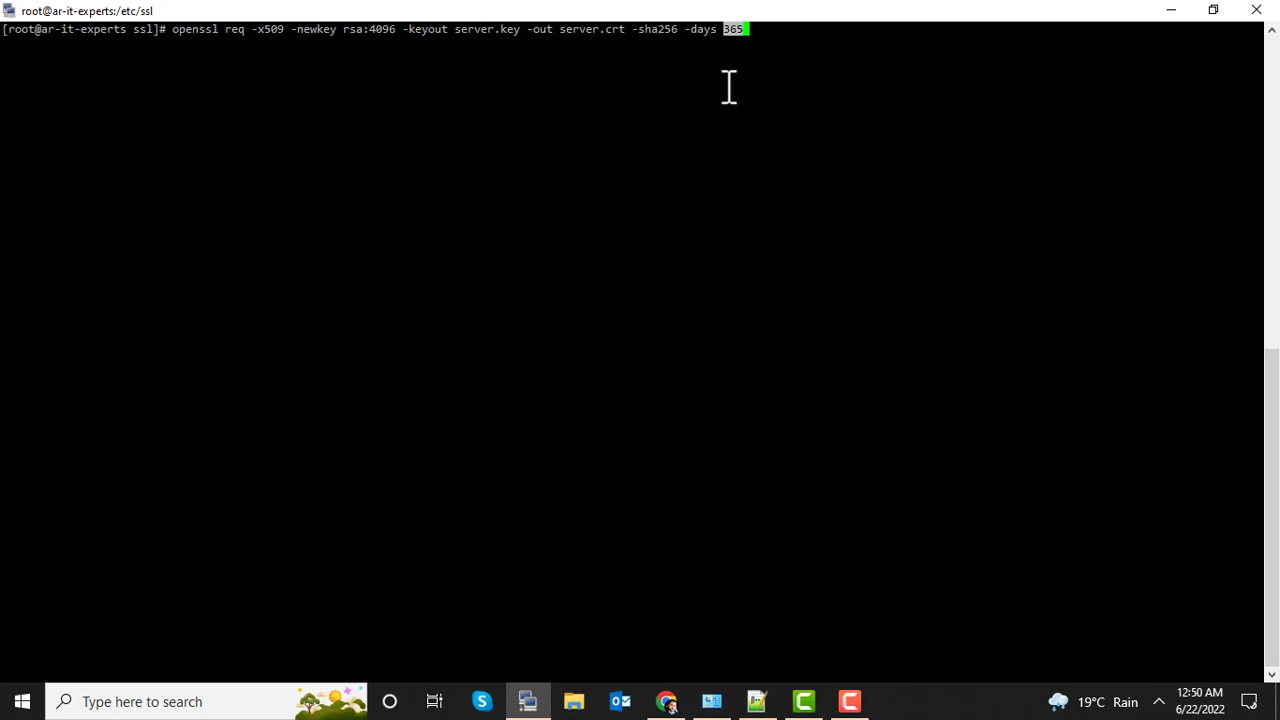 root@ar-it-experts:/etc/ssl
[root@ar-it-experts ssl]# openssl req -x509 -newkey rsa:4096 -keyout server.key -out server.crt -sha256 -days 365
Type here to search
19°C Rain
12:50 AM
6/22/2022